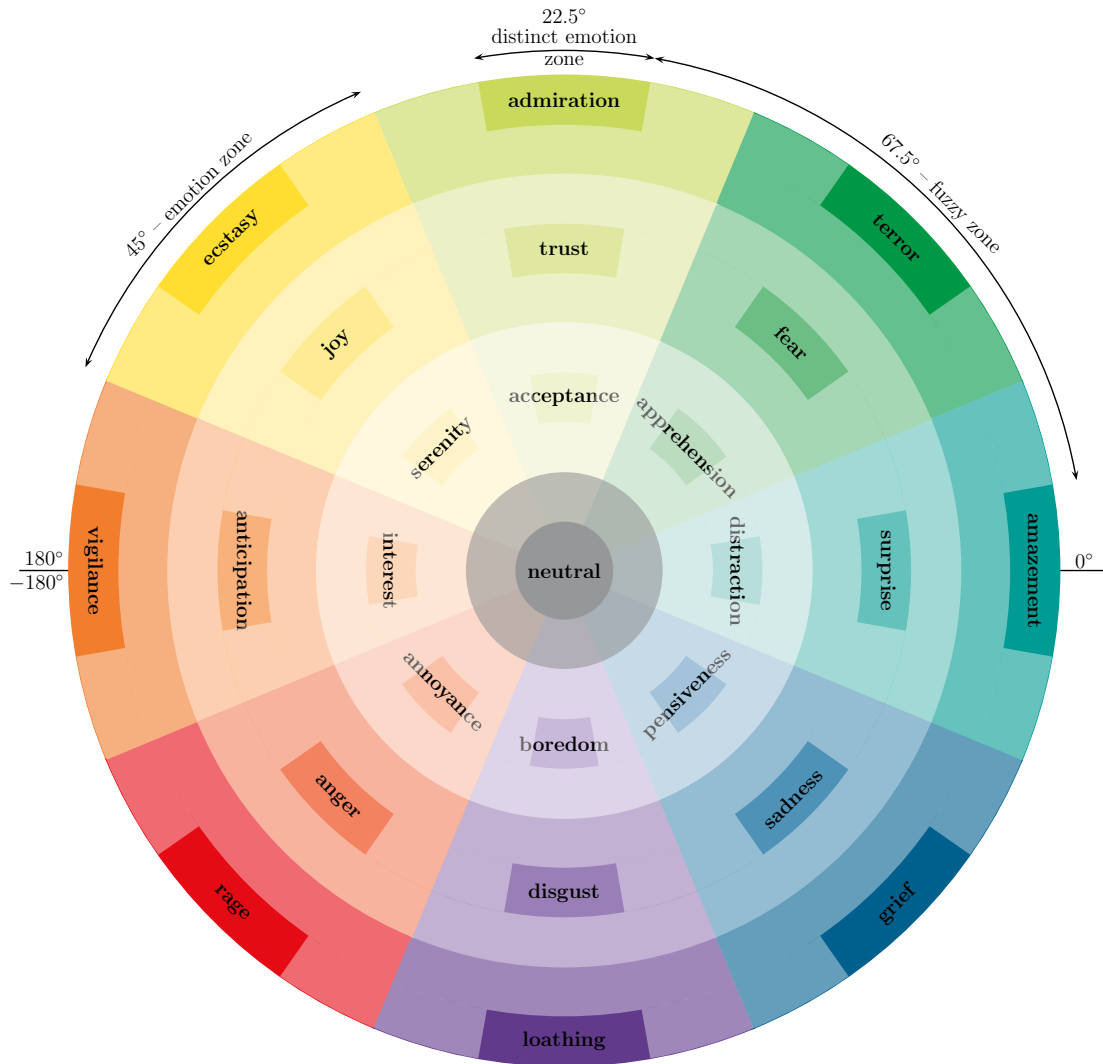 22.5°
distinct emotion
zone
admiration
45° – emotion zone
67.5° – fuzzy zone
ecstasy
terror
trust
joy
fear
acceptance
serenity
apprehension
vigilance
anticipation
interest
neutral
distraction
surprise
amazement
180°
−180°
0°
annoyance
pensiveness
boredom
anger
sadness
rage
disgust
grief
loathing